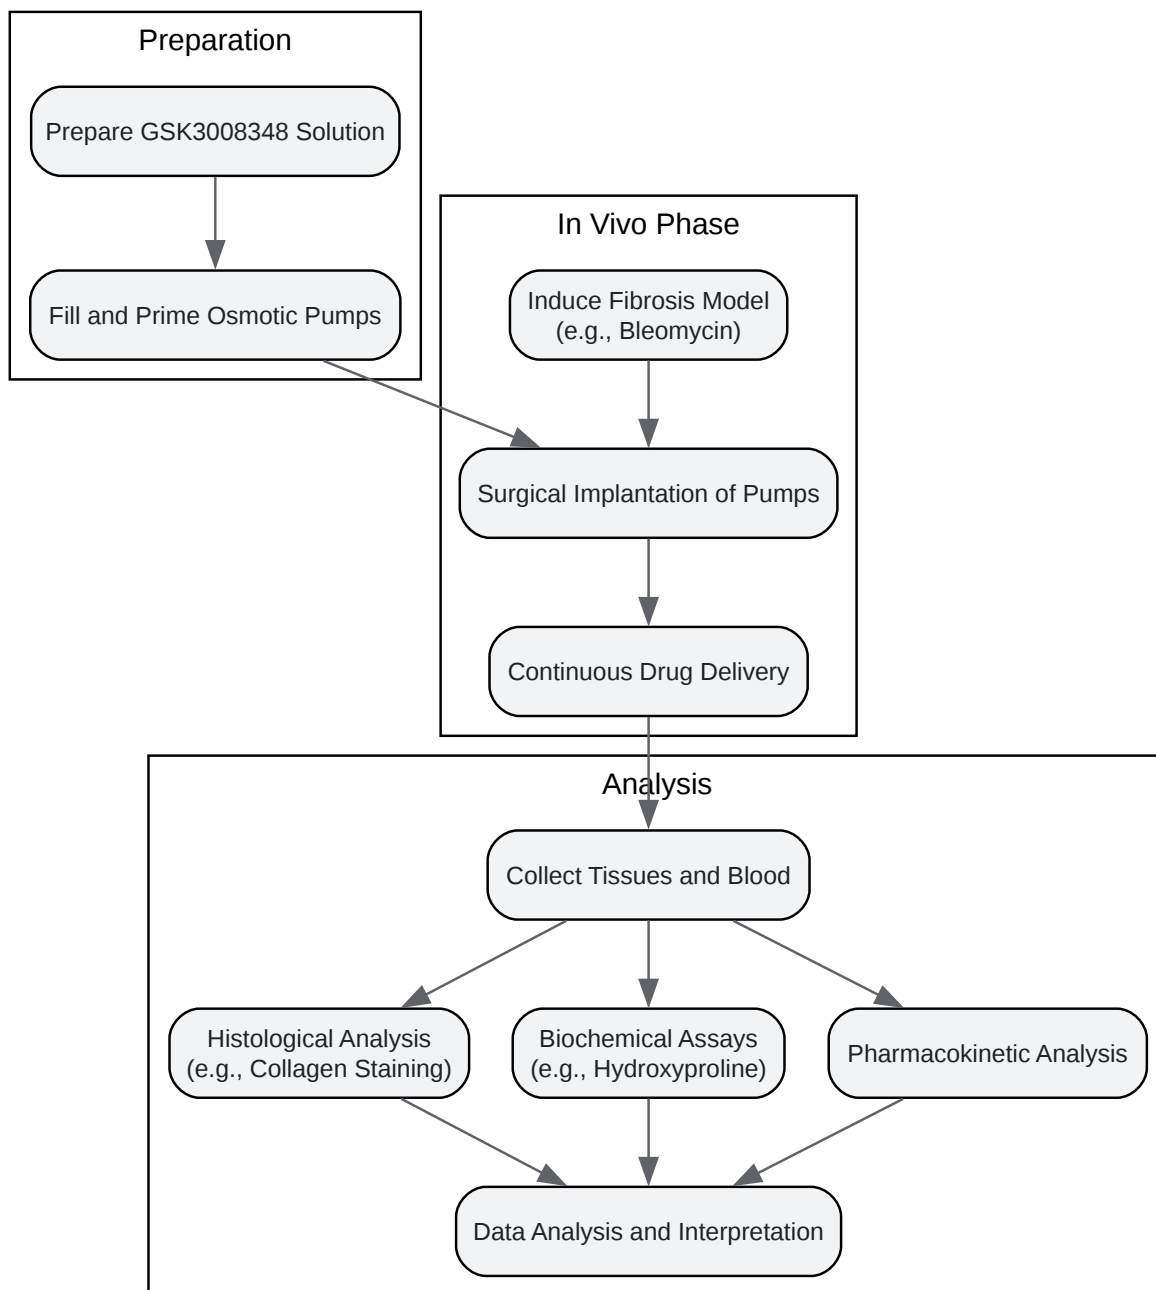 Preparation
Prepare GSK3008348 Solution
Fill and Prime Osmotic Pumps
In Vivo Phase
Induce Fibrosis Model
(e.g., Bleomycin)
Surgical Implantation of Pumps
Continuous Drug Delivery
Analysis
Collect Tissues and Blood
Histological Analysis
(e.g., Collagen Staining)
Biochemical Assays
(e.g., Hydroxyproline)
Pharmacokinetic Analysis
Data Analysis and Interpretation